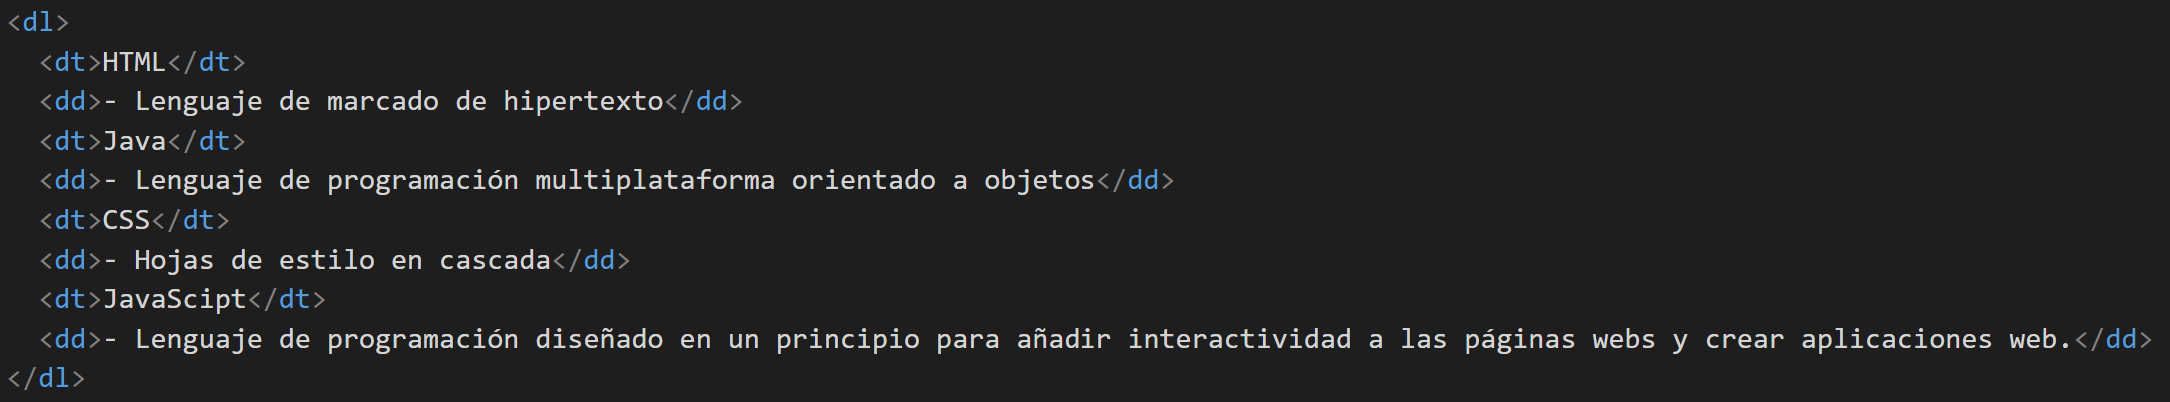 <dl>
  <dt>HTML</dt>
  <dd>- Lenguaje de marcado de hipertexto</dd>
  <dt>Java</dt>
  <dd>- Lenguaje de programación multiplataforma orientado a objetos</dd>
  <dt>CSS</dt>
  <dd>- Hojas de estilo en cascada</dd>
  <dt>JavaScipt</dt>
  <dd>- Lenguaje de programación diseñado en un principio para añadir interactividad a las páginas webs y crear aplicaciones web.</dd>
</dl>